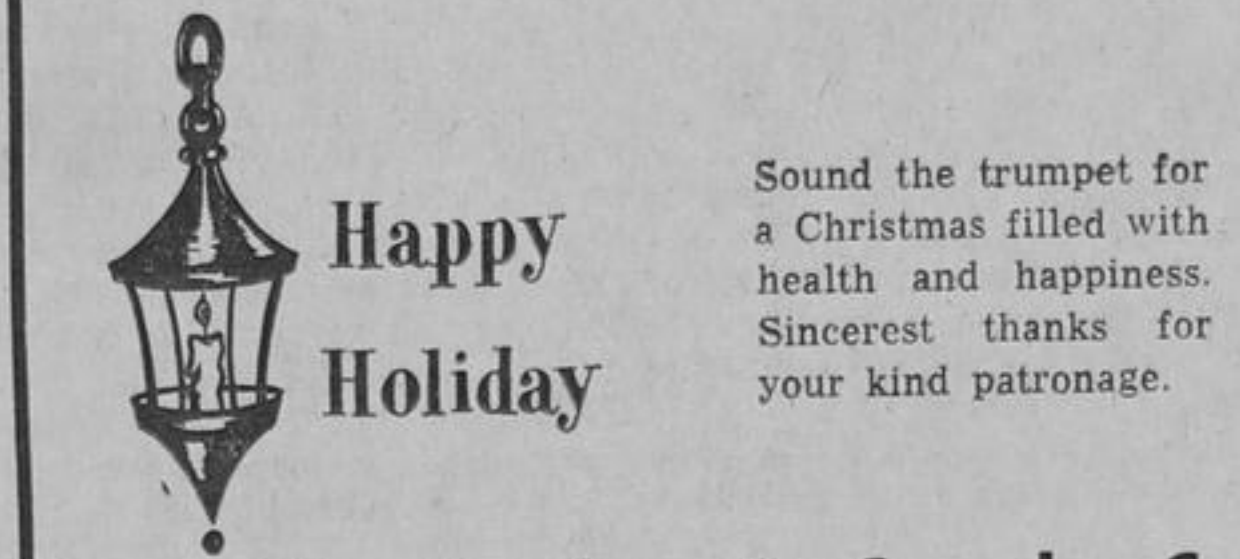 Happy
Holiday
Sound the trumpet for
a Christmas filled with
health and happiness.
Sincerest thanks for
your kind patronage.